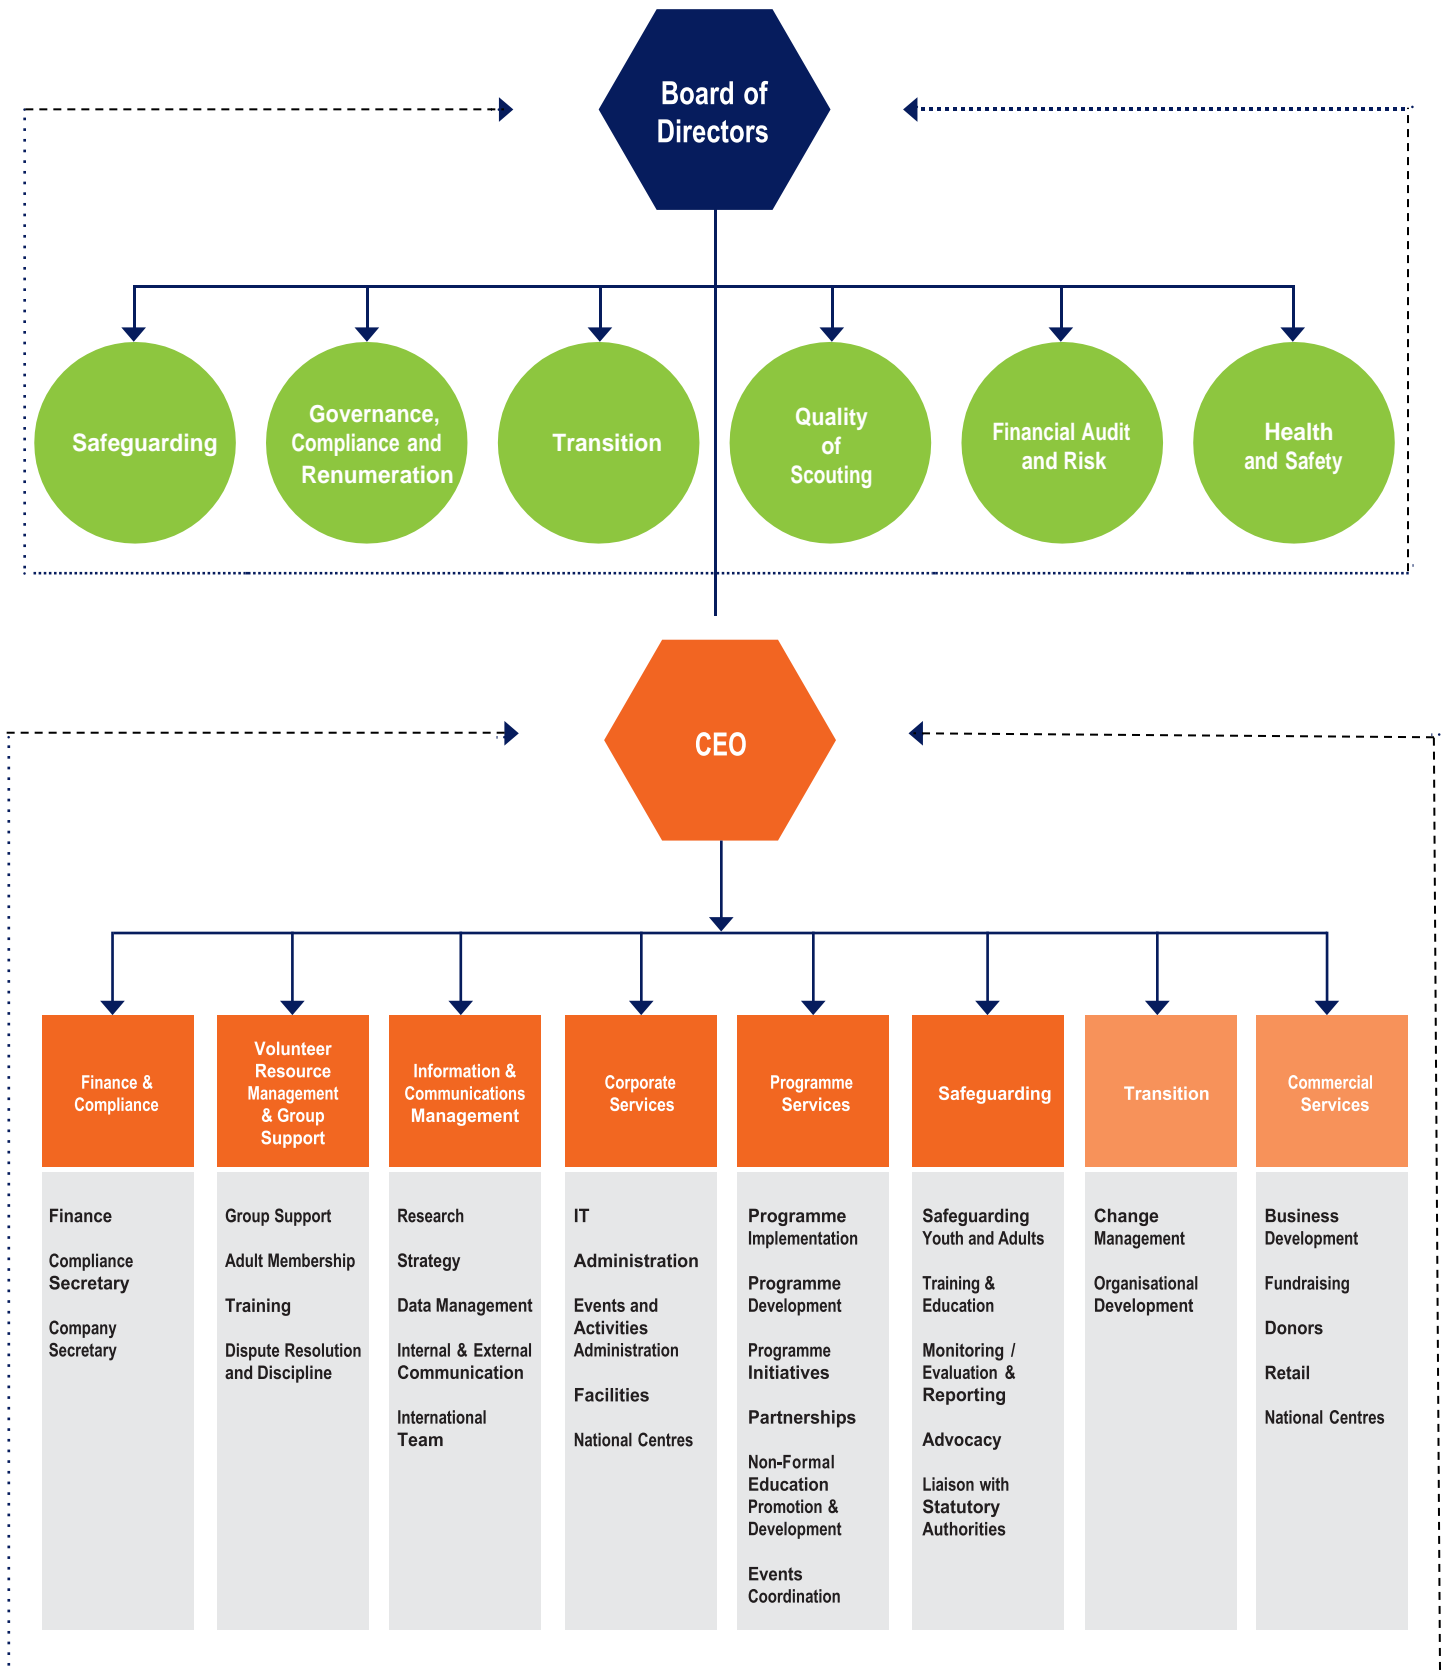 Board of
Directors
Safeguarding
Governance,
Compliance and
Renumeration
Transition
Quality
of
Scouting
Financial Audit
and Risk
Health
and Safety
CEO
Finance &
Compliance
Volunteer
Resource
Management
& Group
Support
Information &
Communications
Management
Corporate
Services
Programme
Services
Safeguarding
Transition
Commercial
Services
Finance
Compliance
Secretary
Company
Secretary
Group Support
Adult Membership
Training
Dispute Resolution
and Discipline
Research
Strategy
Data Management
Internal & External
Communication
International
Team
IT
Administration
Events and
Activities
Administration
Facilities
National Centres
Programme
Implementation
Programme
Development
Programme
Initiatives
Partnerships
Non-Formal
Education
Promotion &
Development
Events
Coordination
Safeguarding
Youth and Adults
Training &
Education
Monitoring /
Evaluation &
Reporting
Advocacy
Liaison with
Statutory
Authorities
Change
Management
Organisational
Development
Business
Development
Fundraising
Donors
Retail
National Centres